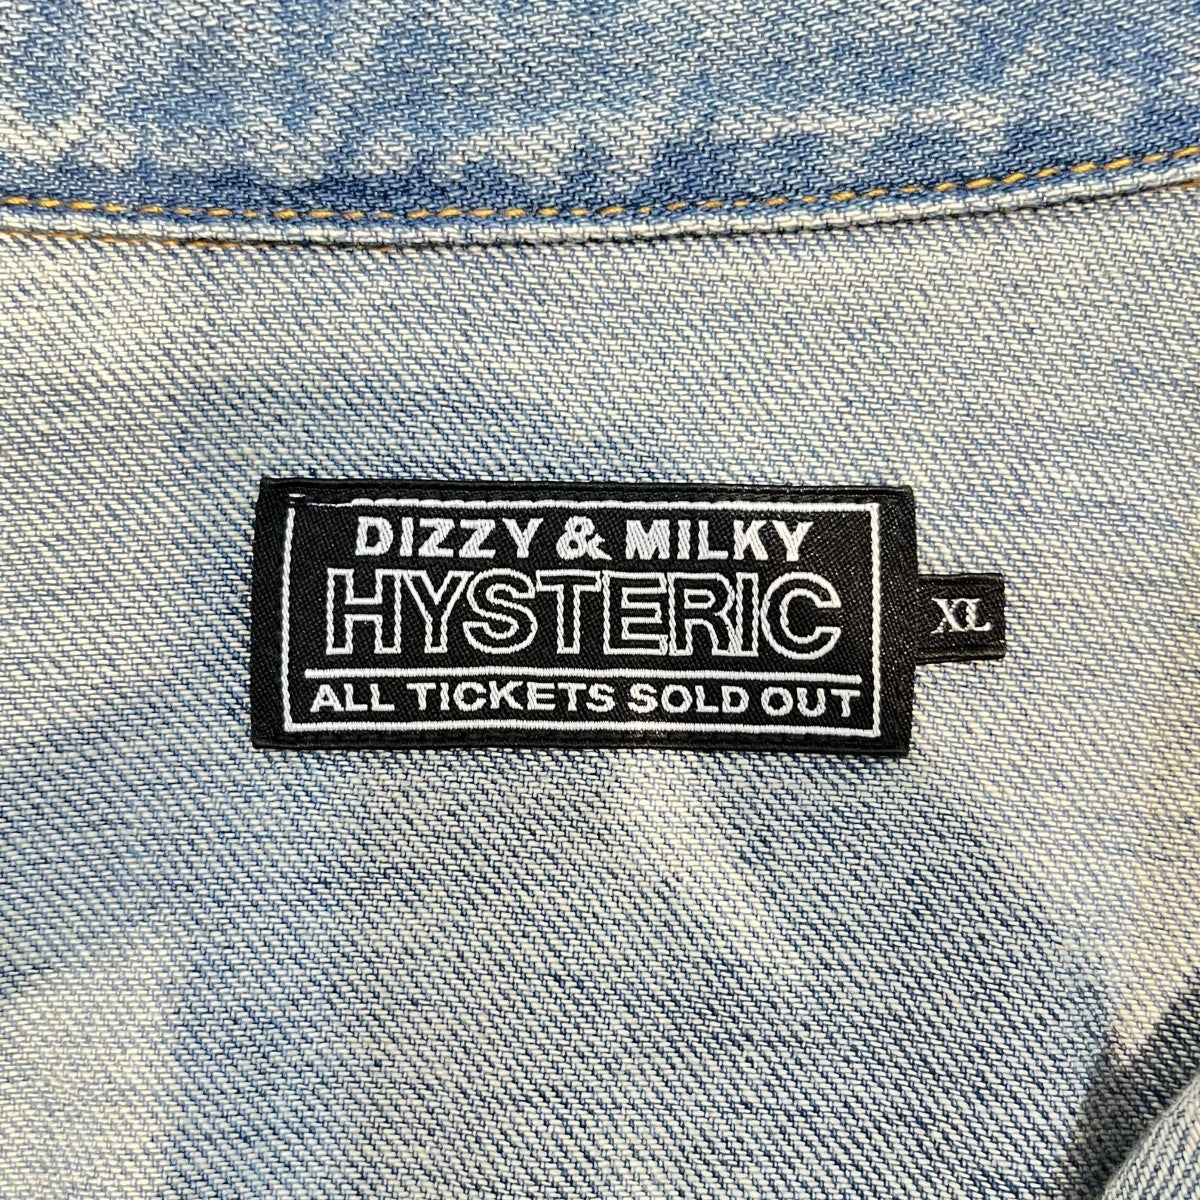 DIZZY & MILKY
HYSTERIC
ALL TICKETS SOLD OUT
XL